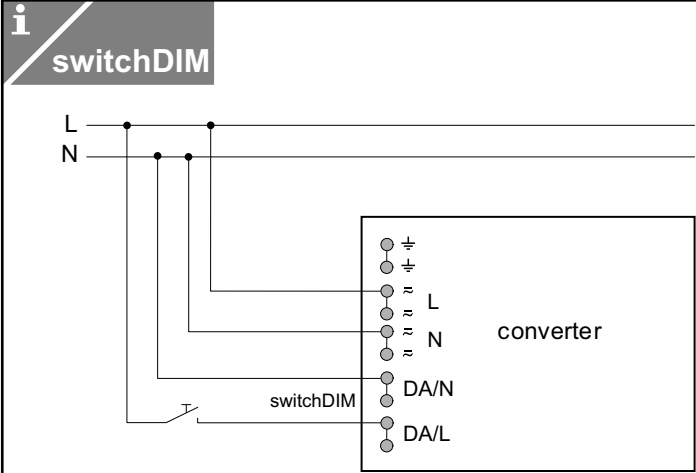 i
switchDIM
L
N
L
N
converter
DA/N
switchDIM
DA/L